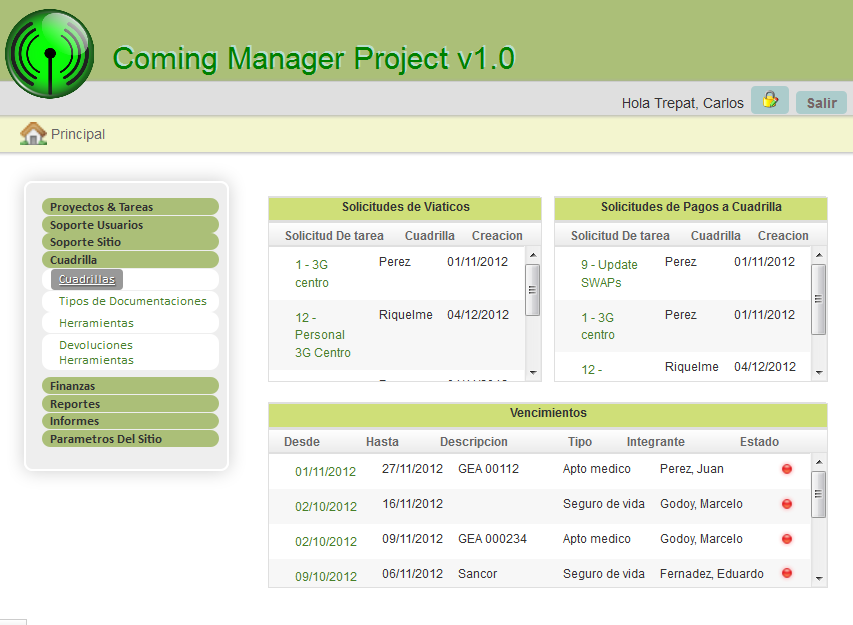 Coming Manager Project v1.0
Hola Trepat, Carlos
Salir
Principal
Proyectos & Tareas
Soporte Usuarios
Soporte Sitio
Cuadrilla
Cuadrillas
Tipos de Documentaciones
Herramientas
Devoluciones
Herramientas
Finanzas
Reportes
Informes
Parametros Del Sitio
Solicitudes de Viaticos
Solicitud De tarea Cuadrilla Creacion
1 - 3G Perez 01/11/2012
centro
12 - Riquelme 04/12/2012
Personal
3G Centro
Solicitudes de Pagos a Cuadrilla
Solicitud De tarea Cuadrilla Creacion
9 - Update Perez 01/11/2012
SWAPs
1 - 3G Perez 01/11/2012
centro
12 - Riquelme 04/12/2012
Vencimientos
Desde Hasta Descripcion Tipo Integrante Estado
01/11/2012 27/11/2012 GEA 00112 Apto medico Perez, Juan
02/10/2012 16/11/2012 Seguro de vida Godoy, Marcelo
02/10/2012 09/11/2012 GEA 000234 Apto medico Godoy, Marcelo
09/10/2012 06/11/2012 Sancor Seguro de vida Fernadez, Eduardo